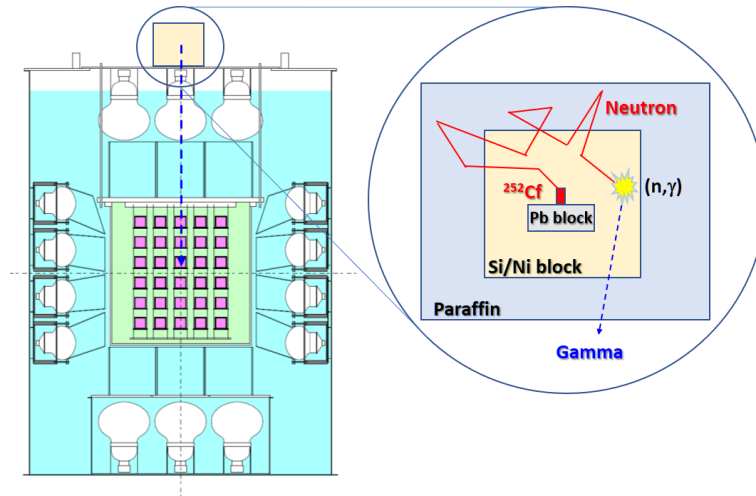 Neutron
²⁵²Cf
(n,γ)
Pb block
Si/Ni block
Paraffin
Gamma